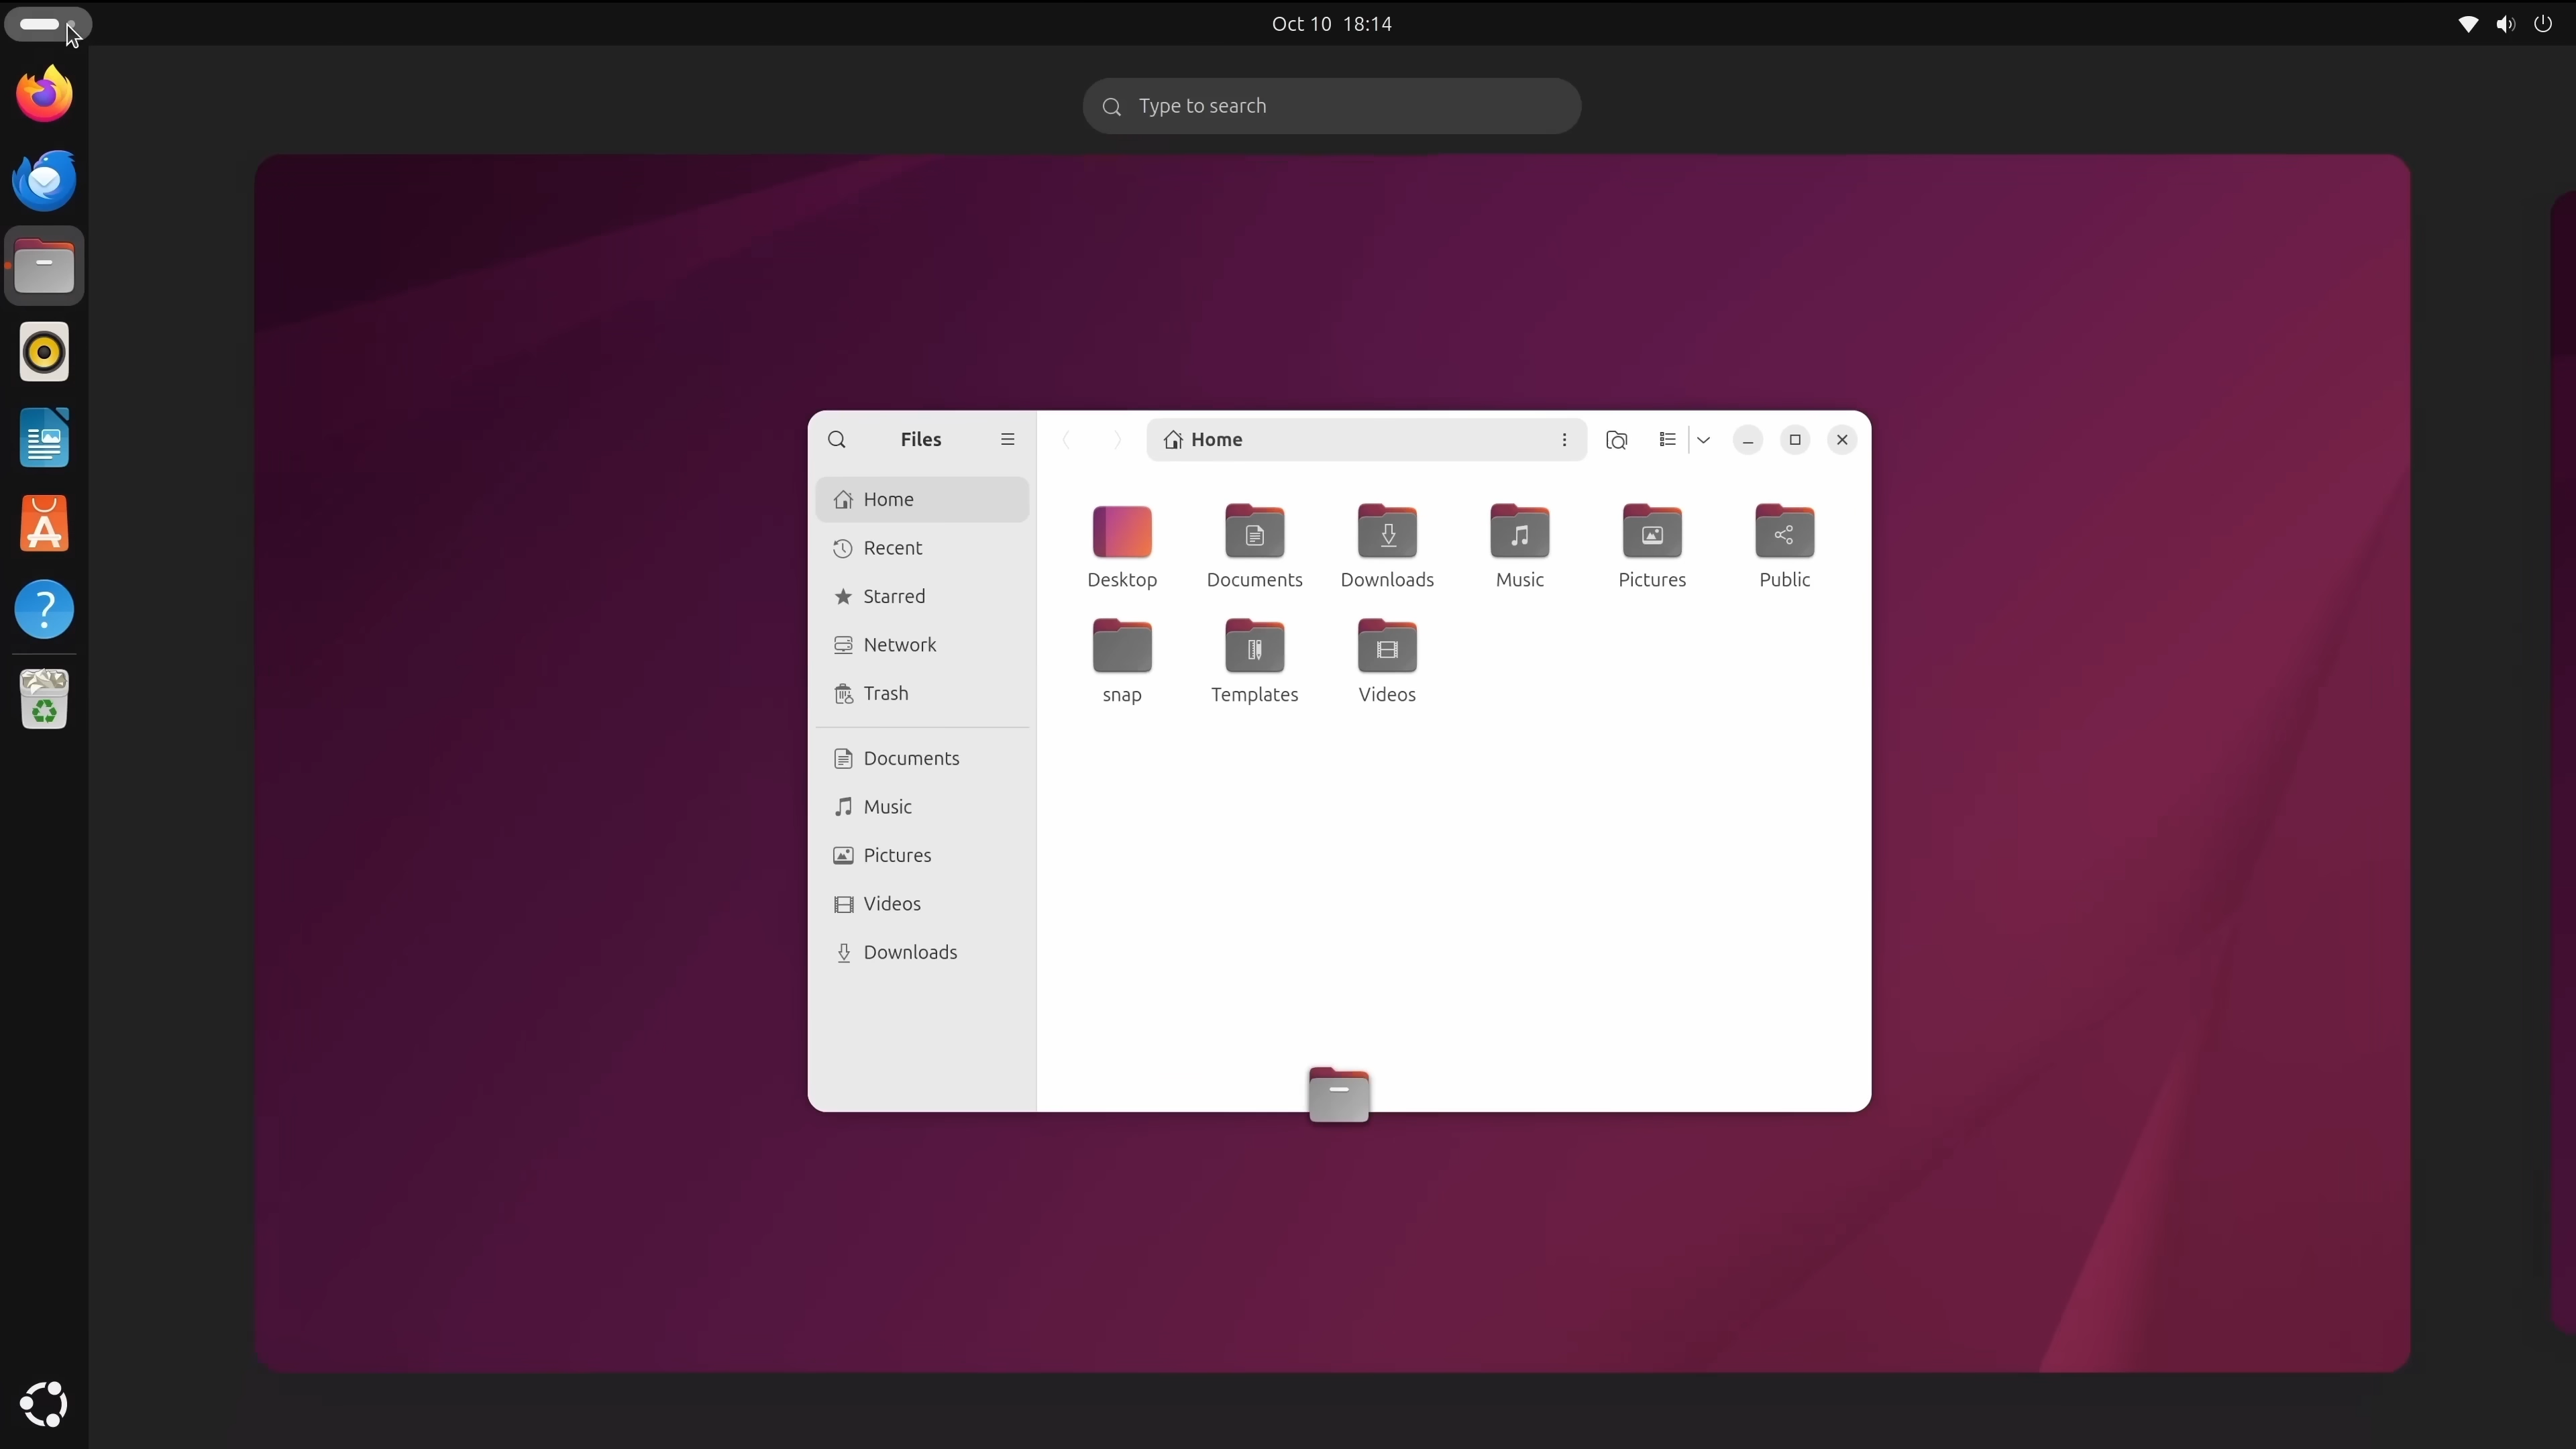 Oct 10 18:14
Type to search
Files
Home
Home
Recent
Starred
Network
Trash
Documents
Music
Pictures
Videos
Downloads
Desktop
Documents
Downloads
Music
Pictures
Public
snap
Templates
Videos